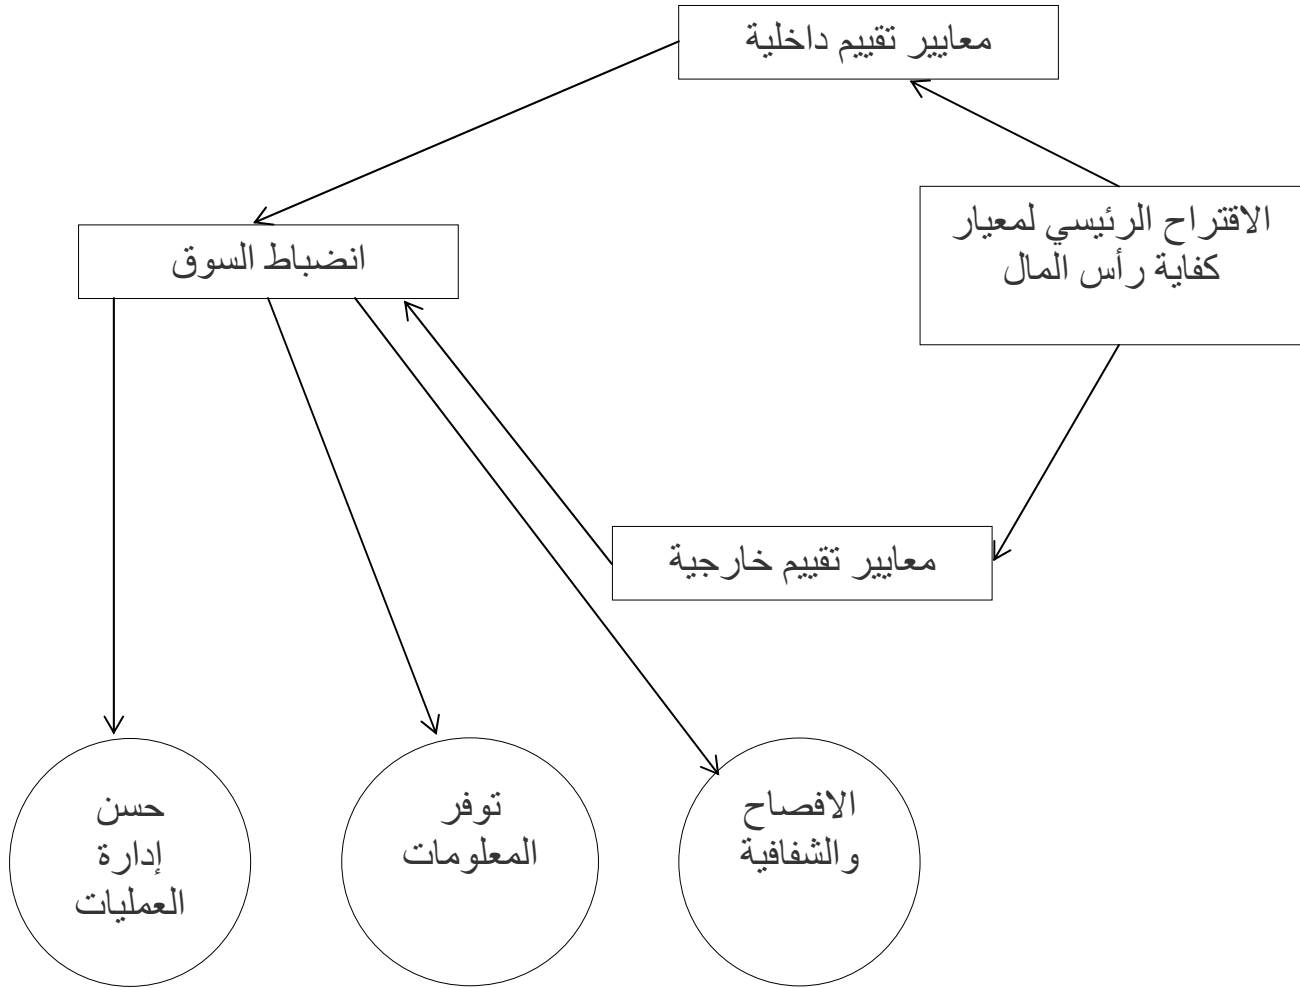 معايير تقييم داخلية
الاقتراح الرئيسي لمعيار
كفاية رأس المال
انضباط السوق
معايير تقييم خارجية
الافصاح
والشفافية
توفر
المعلومات
حسن
إدارة
العمليات